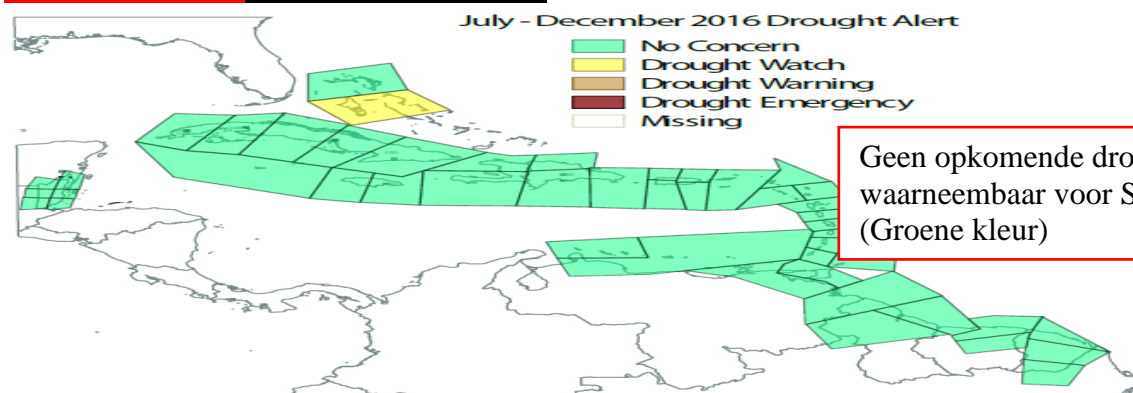 July - December 2016 Drought Alert
No Concern
Drought Watch
Drought Warning
Drought Emergency
Missing
Geen opkomende dro
waarneembaar voor S
(Groene kleur)